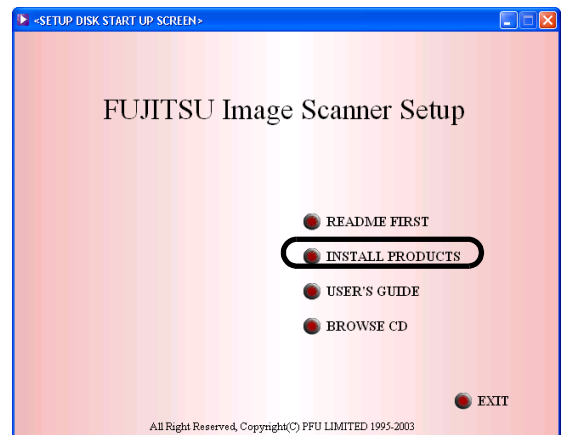 <SETUP DISK START UP SCREEN>
FUJITSU Image Scanner Setup
README FIRST
INSTALL PRODUCTS
USER'S GUIDE
BROWSE CD
EXIT
All Right Reserved, Copyright(C) PFU LIMITED 1995-2003